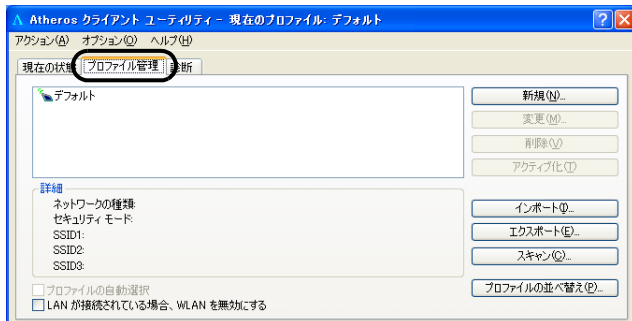 Atheros クライアント ユーティリティ - 現在のプロファイル: デフォルト
アクション(A) オプション(O) ヘルプ(H)
現在の状態 プロファイル管理 診断
デフォルト
新規(N)...
変更(M)...
削除(V)
アクティブ化(T)
詳細
ネットワークの種類:
セキュリティ モード:
SSID1:
SSID2:
SSID3:
インポート(I)...
エクスポート(E)...
スキャン(C)...
プロファイルの自動選択
LAN が接続されている場合、WLAN を無効にする
プロファイルの並べ替え(P)...